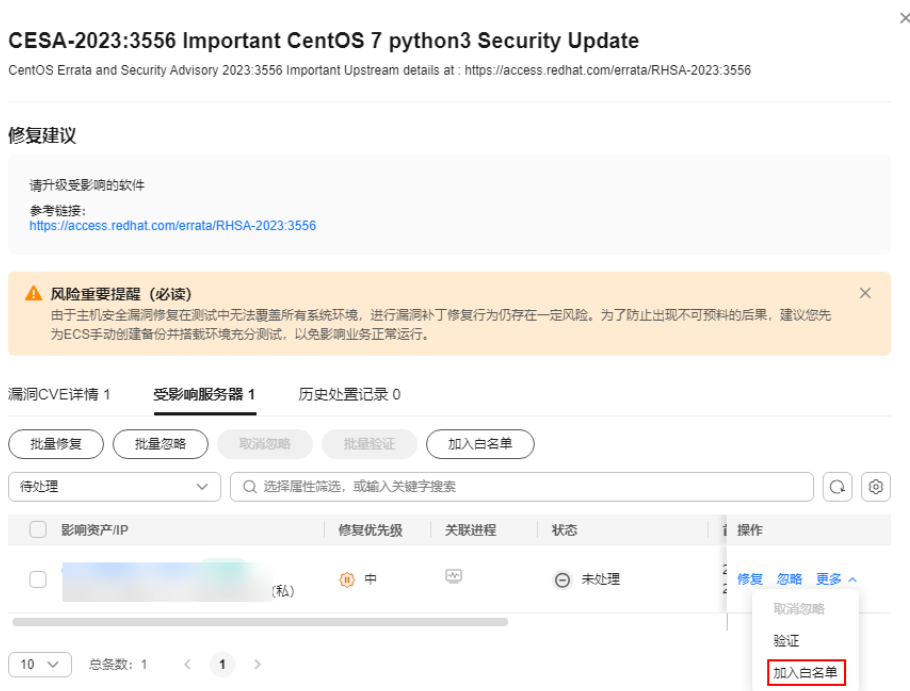 CESA-2023:3556 Important CentOS 7 python3 Security Update
CentOS Errata and Security Advisory 2023:3556 Important Upstream details at : https://access.redhat.com/errata/RHSA-2023:3556
修复建议
请升级受影响的软件
参考链接:
https://access.redhat.com/errata/RHSA-2023:3556
风险重要提醒（必读）
由于主机安全漏洞修复在测试中无法覆盖所有系统环境，进行漏洞补丁修复行为仍存在一定风险。为了防止出现不可预料的后果，建议您先
为ECS手动创建备份并搭载环境充分测试，以免影响业务正常运行。
漏洞CVE详情 1 受影响服务器 1 历史处置记录 0
批量修复 批量忽略 取消忽略 批量验证 加入白名单
待处理 选择属性筛选，或输入关键字搜索
影响资产/IP 修复优先级 关联进程 状态 操作
(私) 中 未处理 修复 忽略 更多
取消忽略
验证
加入白名单
10 总条数: 1 1